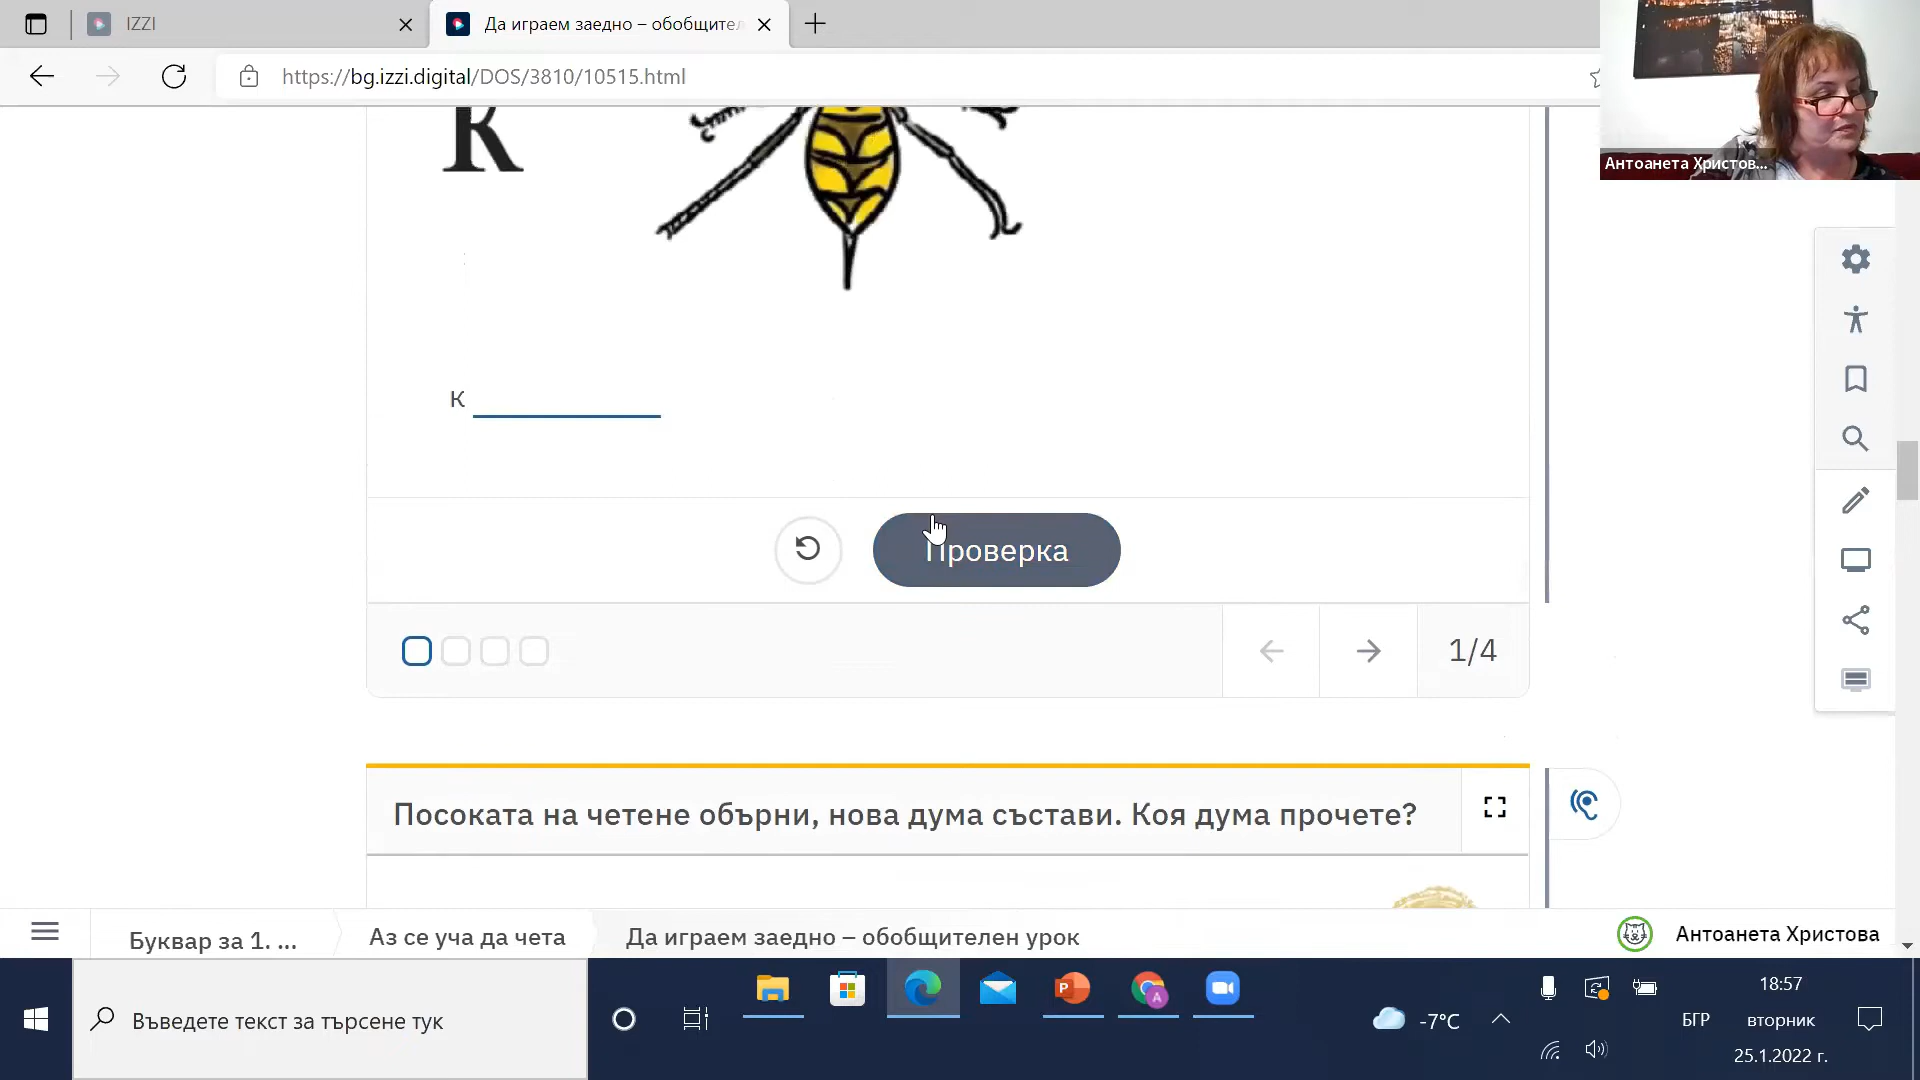 IZZI
Да играем заедно – обобщител
https://bg.izzi.digital/DOS/3810/10515.html
Антоанета Христов...
К
к
Проверка
1/4
Посоката на четене обърни, нова дума състави. Коя дума прочете?
Буквар за 1. ...
Аз се уча да чета
Да играем заедно – обобщителен урок
Антоанета Христова
Въведете текст за търсене тук
P
A
-7°C
БГР
18:57
вторник
25.1.2022 г.